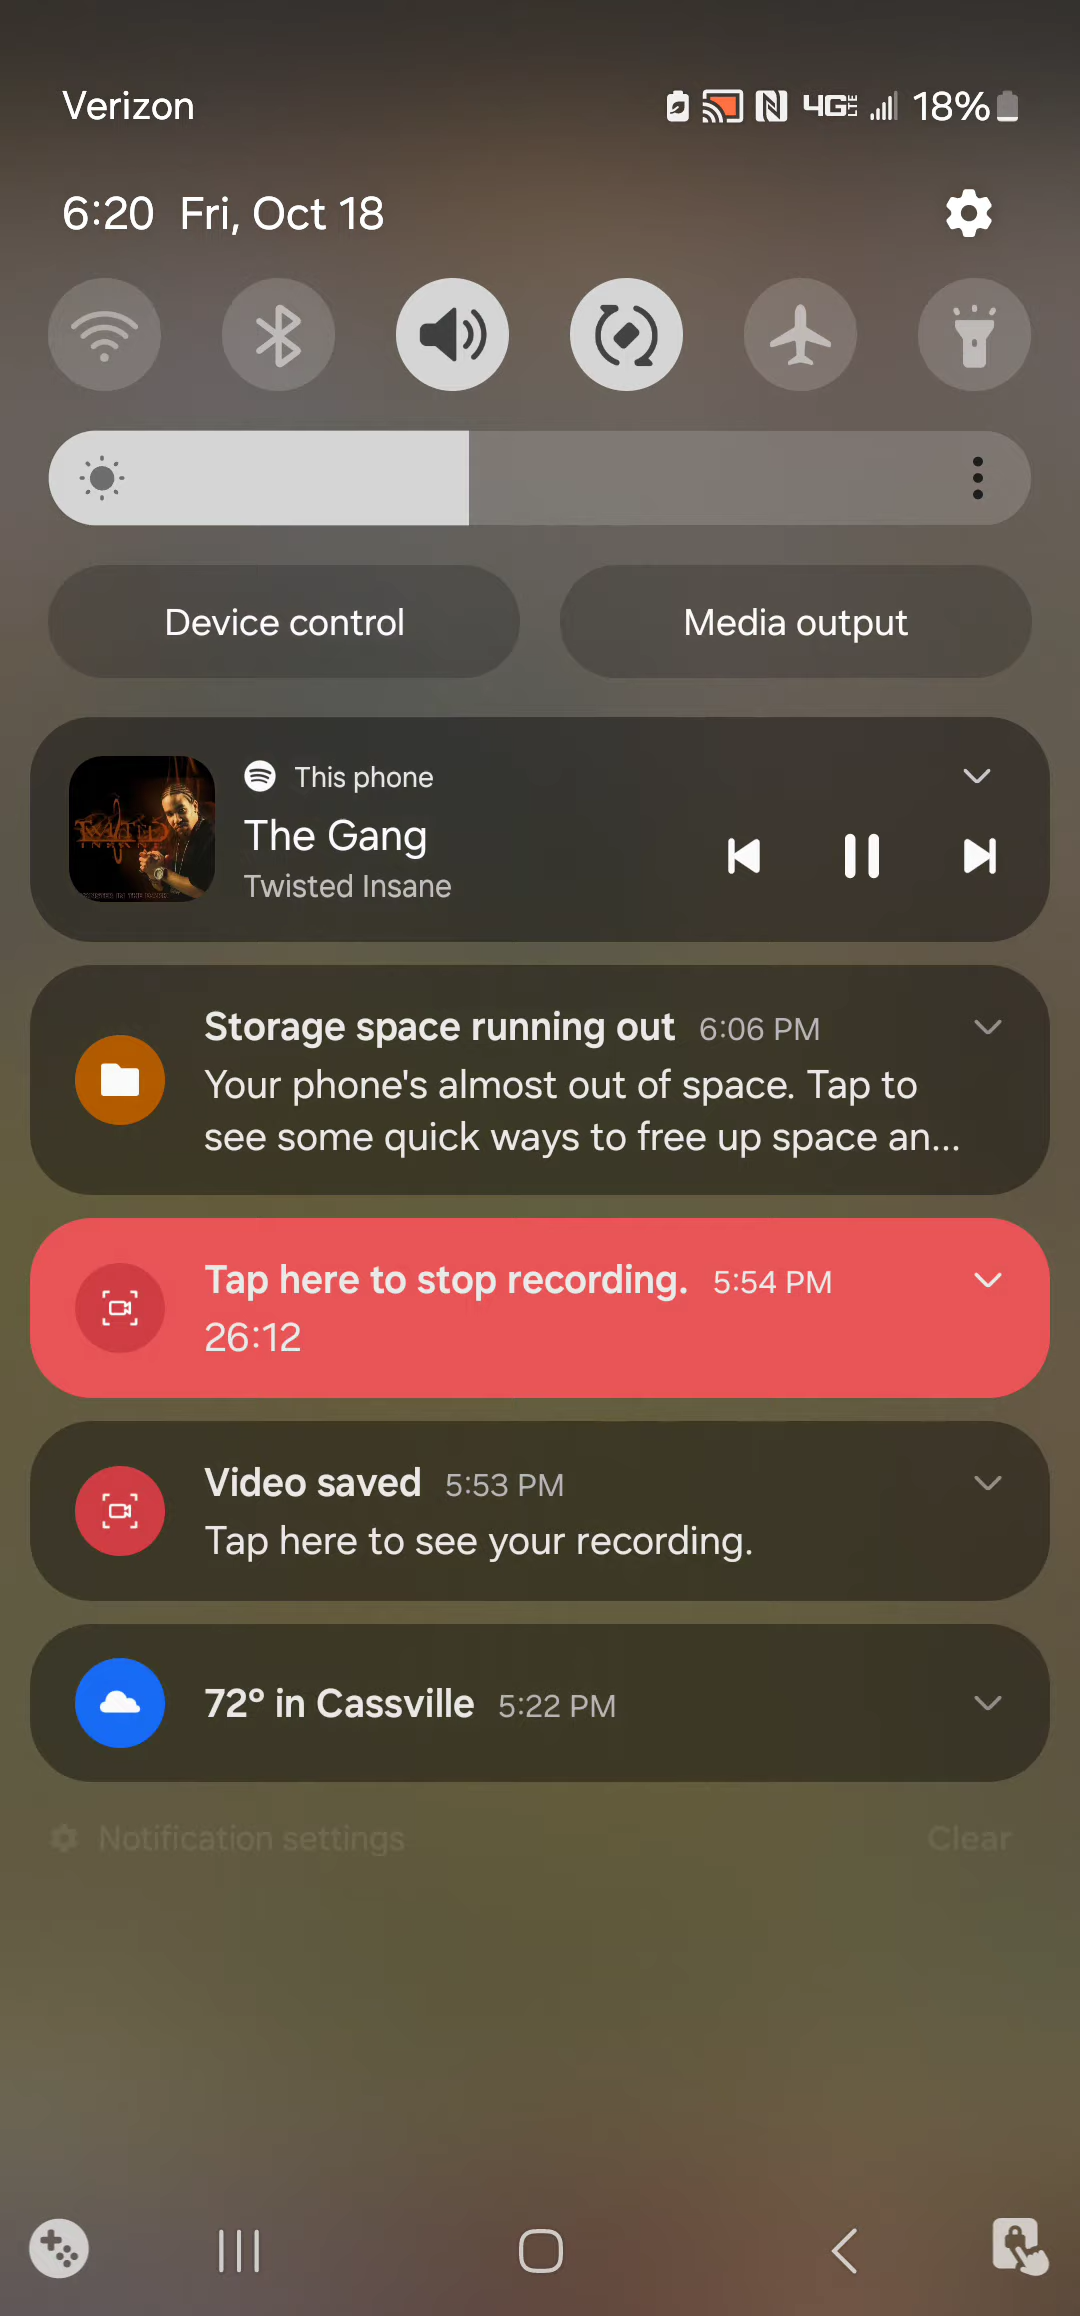 Verizon
4G LTE 18%
6:20 Fri, Oct 18
Device control
Media output
This phone
The Gang
Twisted Insane
Storage space running out 6:06 PM
Your phone's almost out of space. Tap to
see some quick ways to free up space an...
Tap here to stop recording. 5:54 PM
26:12
Video saved 5:53 PM
Tap here to see your recording.
72° in Cassville 5:22 PM
Notification settings
Clear